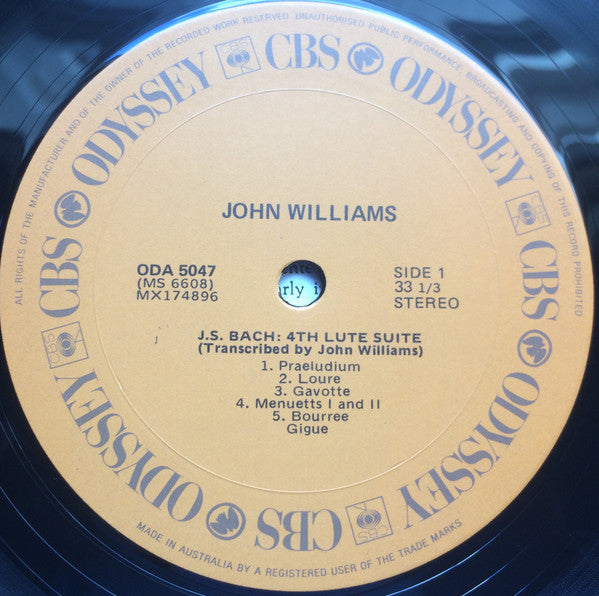 ALL RIGHTS OF THE MANUFACTURER AND OF THE OWNER OF THE RECORDED WORK RESERVED. UNAUTHORISED PUBLIC PERFORMANCE, BROADCASTING AND COPYING OF THIS RECORD PROHIBITED
ODYSSEY CBS CBS ODYSSEY CBS ODYSSEY CBS CBS ODYSSEY CBS CBS
JOHN WILLIAMS
ODA 5047
(MS 6608)
MX174896
SIDE 1
33 1/3
STEREO
rly i
J.S. BACH: 4TH LUTE SUITE
(Transcribed by John Williams)
1. Praeludium
2. Loure
3. Gavotte
4. Menuetts I and II
5. Bourree
Gigue
MADE IN AUSTRALIA BY A REGISTERED USER OF THE TRADE MARKS